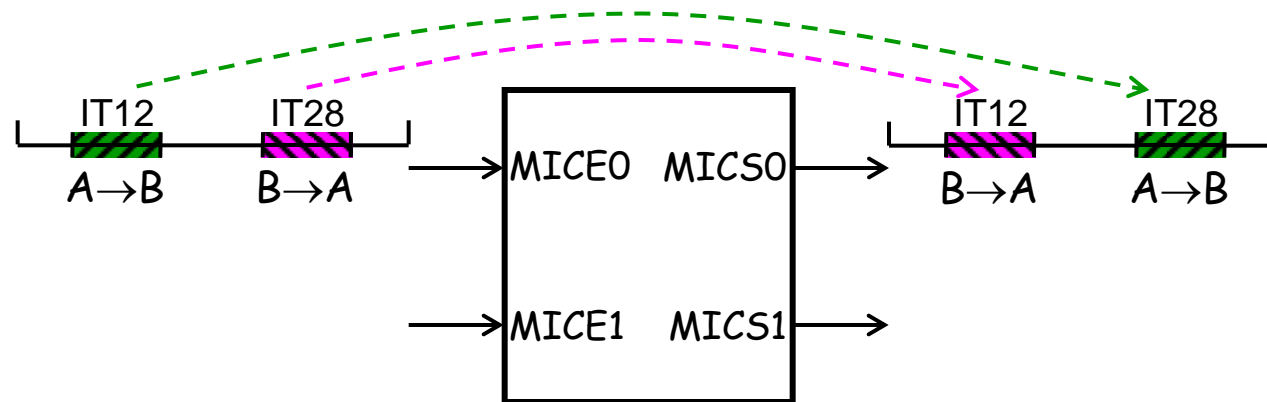 IT12 IT28 IT12 IT28
A→B B→A MICE0 MICS0 B→A A→B
MICE1 MICS1